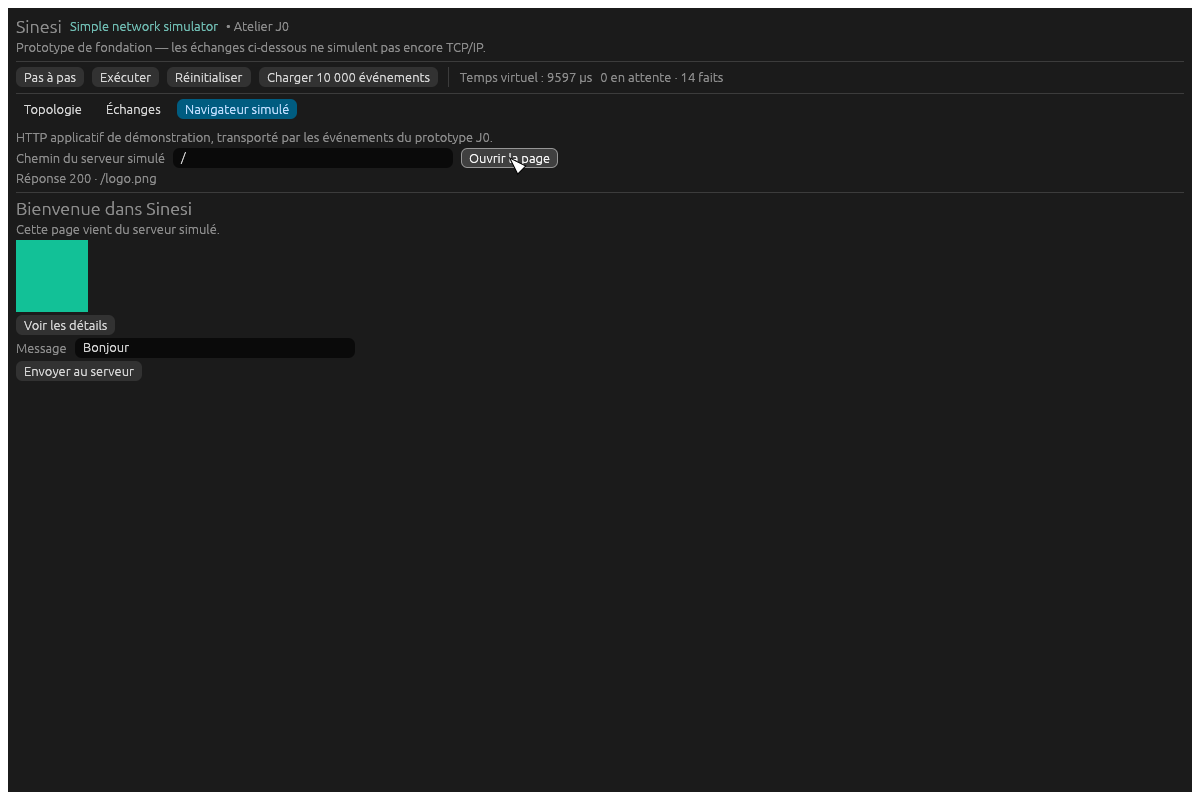 Sinesi Simple network simulator • Atelier J0
Prototype de fondation — les échanges ci-dessous ne simulent pas encore TCP/IP.
Pas à pas Exécuter Réinitialiser Charger 10 000 événements Temps virtuel : 9597 µs 0 en attente · 14 faits
Topologie Échanges Navigateur simulé
HTTP applicatif de démonstration, transporté par les événements du prototype J0.
Chemin du serveur simulé / Ouvrir la page
Réponse 200 · /logo.png
Bienvenue dans Sinesi
Cette page vient du serveur simulé.
Voir les détails
Message Bonjour
Envoyer au serveur